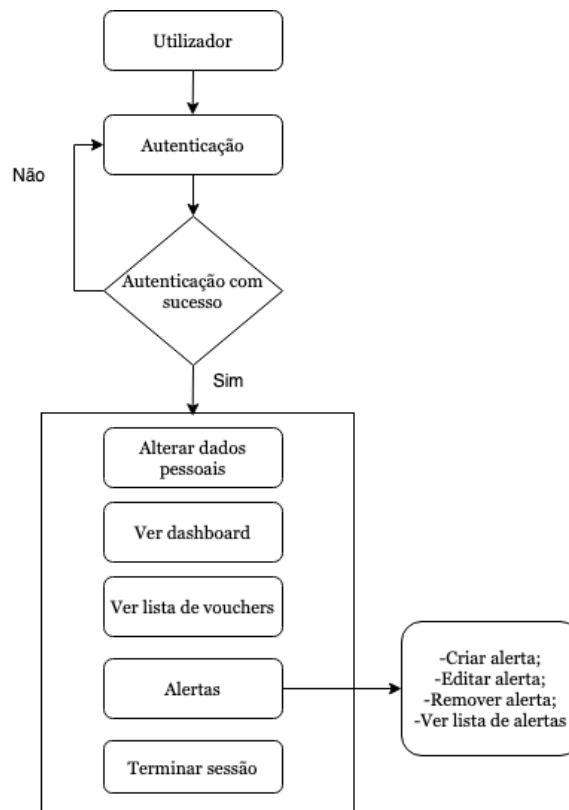 Utilizador
Autenticação
Não
Autenticação com
sucesso
Sim
Alterar dados
pessoais
Ver dashboard
Ver lista de vouchers
Alertas
-Criar alerta;
-Editar alerta;
-Remover alerta;
-Ver lista de alertas
Terminar sessão